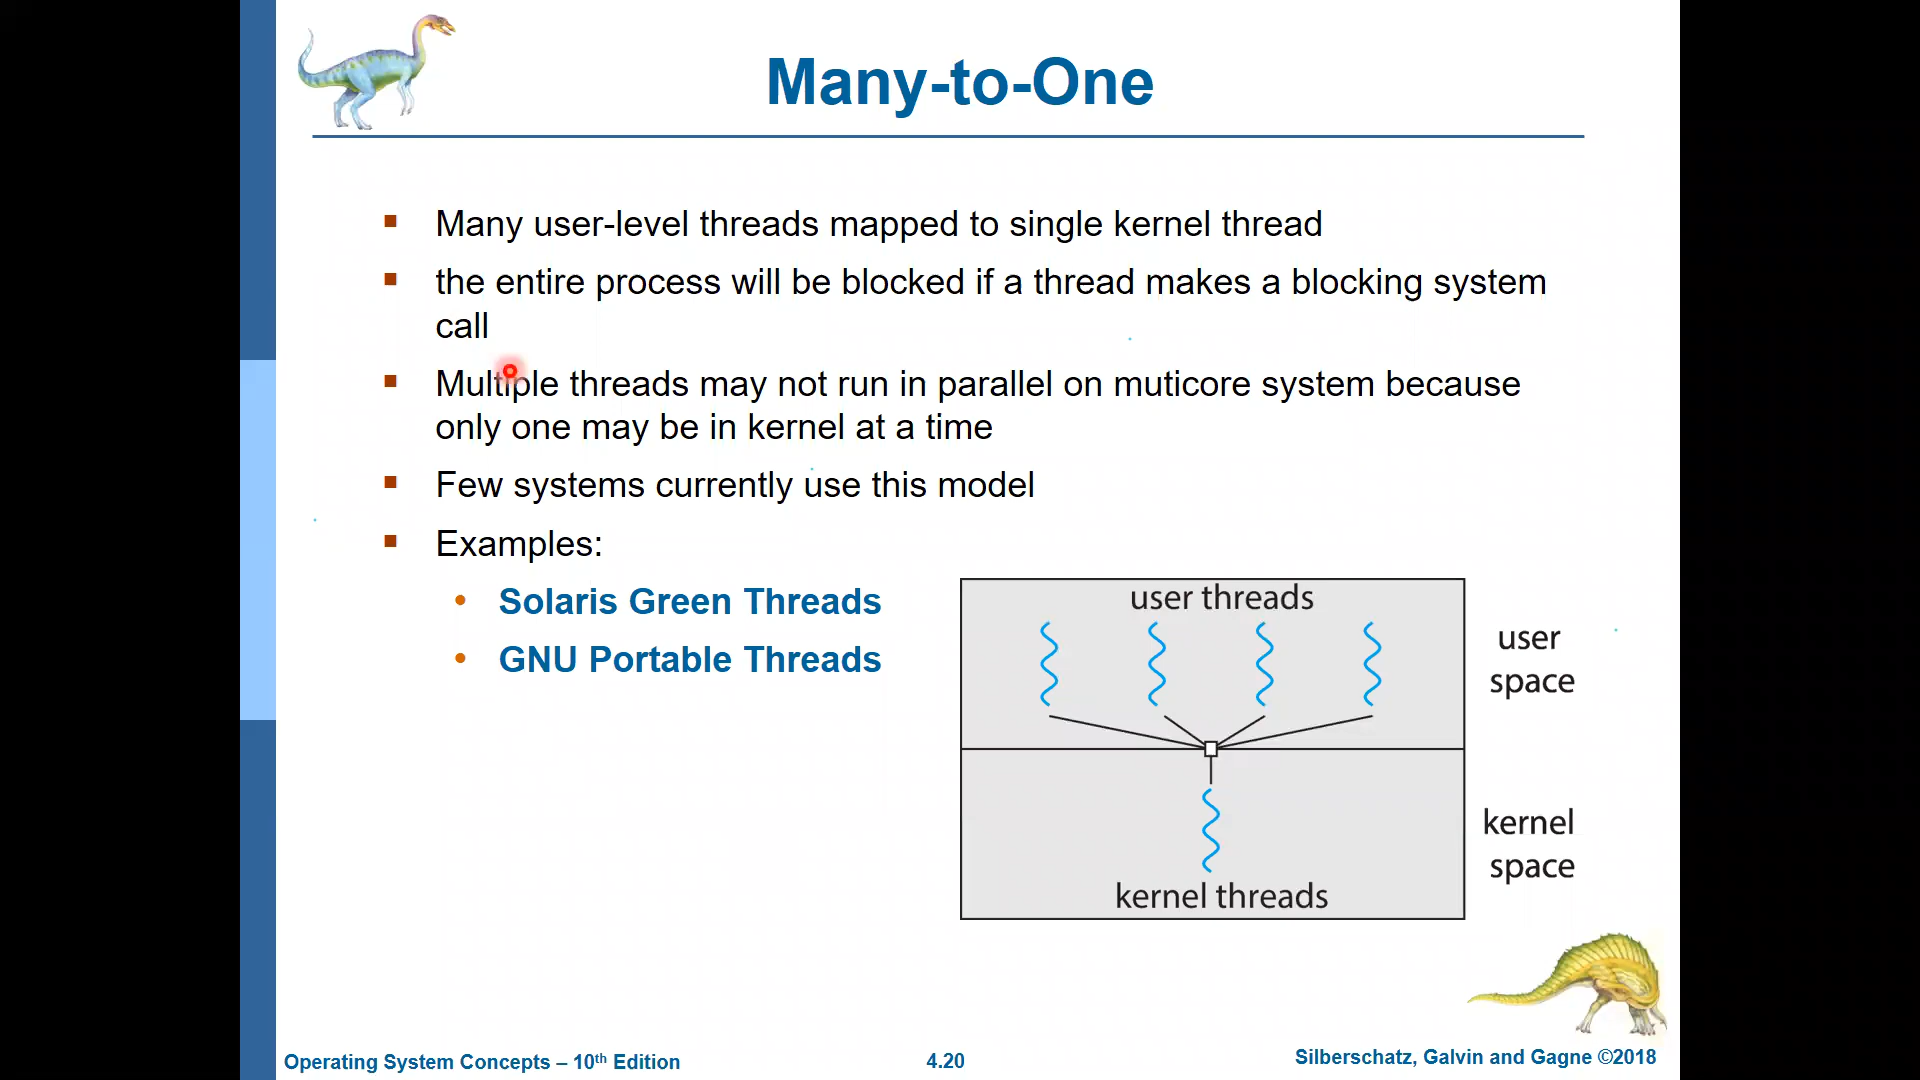 Many-to-One
Many user-level threads mapped to single kernel thread
the entire process will be blocked if a thread makes a blocking system
call
Multiple threads may not run in parallel on muticore system because
only one may be in kernel at a time
Few systems currently use this model
Examples:
Solaris Green Threads
GNU Portable Threads
user threads
user
space
kernel
space
kernel threads
Operating System Concepts – 10th Edition
4.20
Silberschatz, Galvin and Gagne ©2018